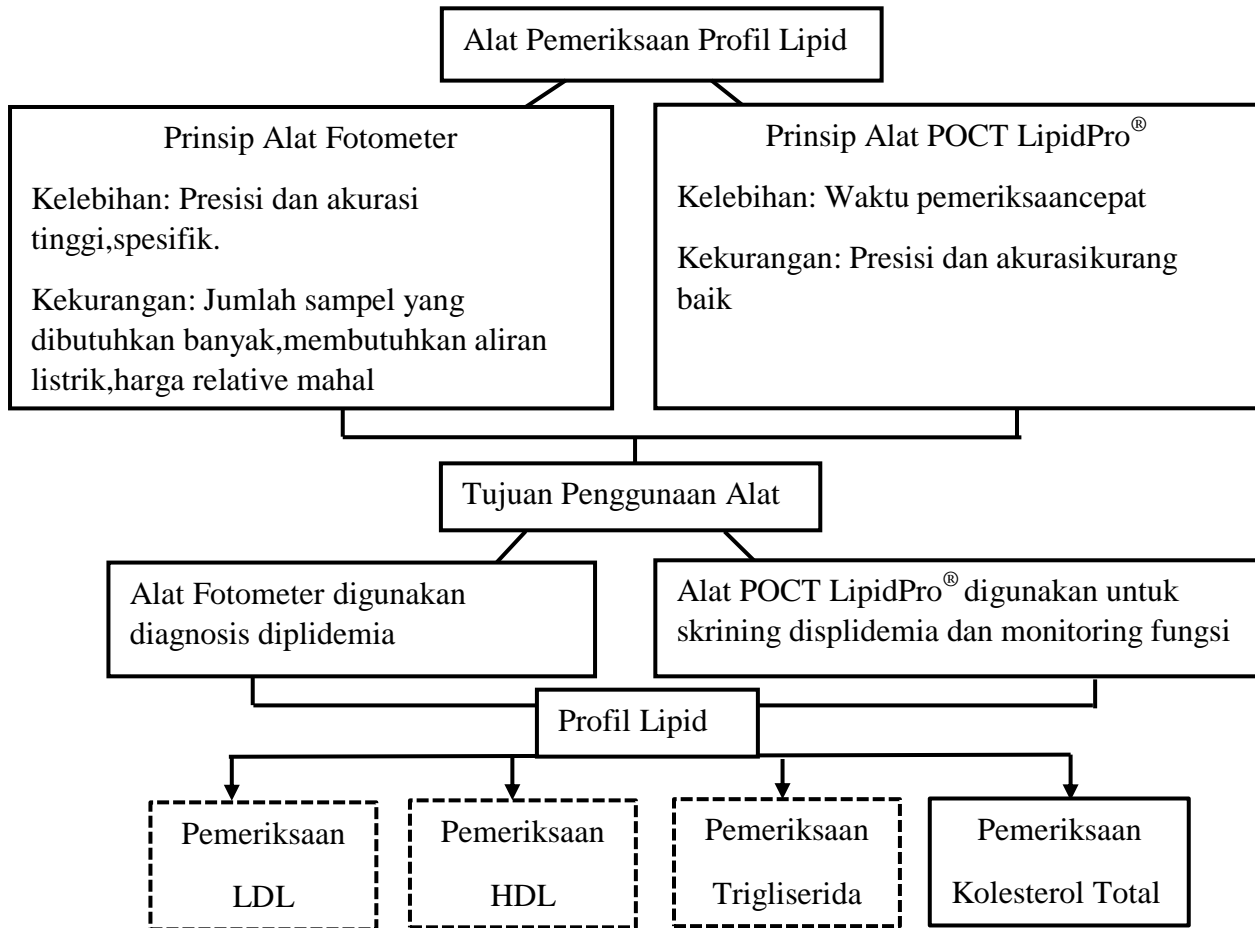 Alat Pemeriksaan Profil Lipid
Prinsip Alat Fotometer
Kelebihan: Presisi dan akurasi
tinggi,spesifik.
Kekurangan: Jumlah sampel yang
dibutuhkan banyak,membutuhkan aliran
listrik,harga relative mahal
Prinsip Alat POCT LipidPro®
Kelebihan: Waktu pemeriksaancepat
Kekurangan: Presisi dan akurasikurang
baik
Tujuan Penggunaan Alat
Alat Fotometer digunakan
diagnosis diplidemia
Alat POCT LipidPro® digunakan untuk
skrining displidemia dan monitoring fungsi
Profil Lipid
Pemeriksaan
LDL
Pemeriksaan
HDL
Pemeriksaan
Trigliserida
Pemeriksaan
Kolesterol Total